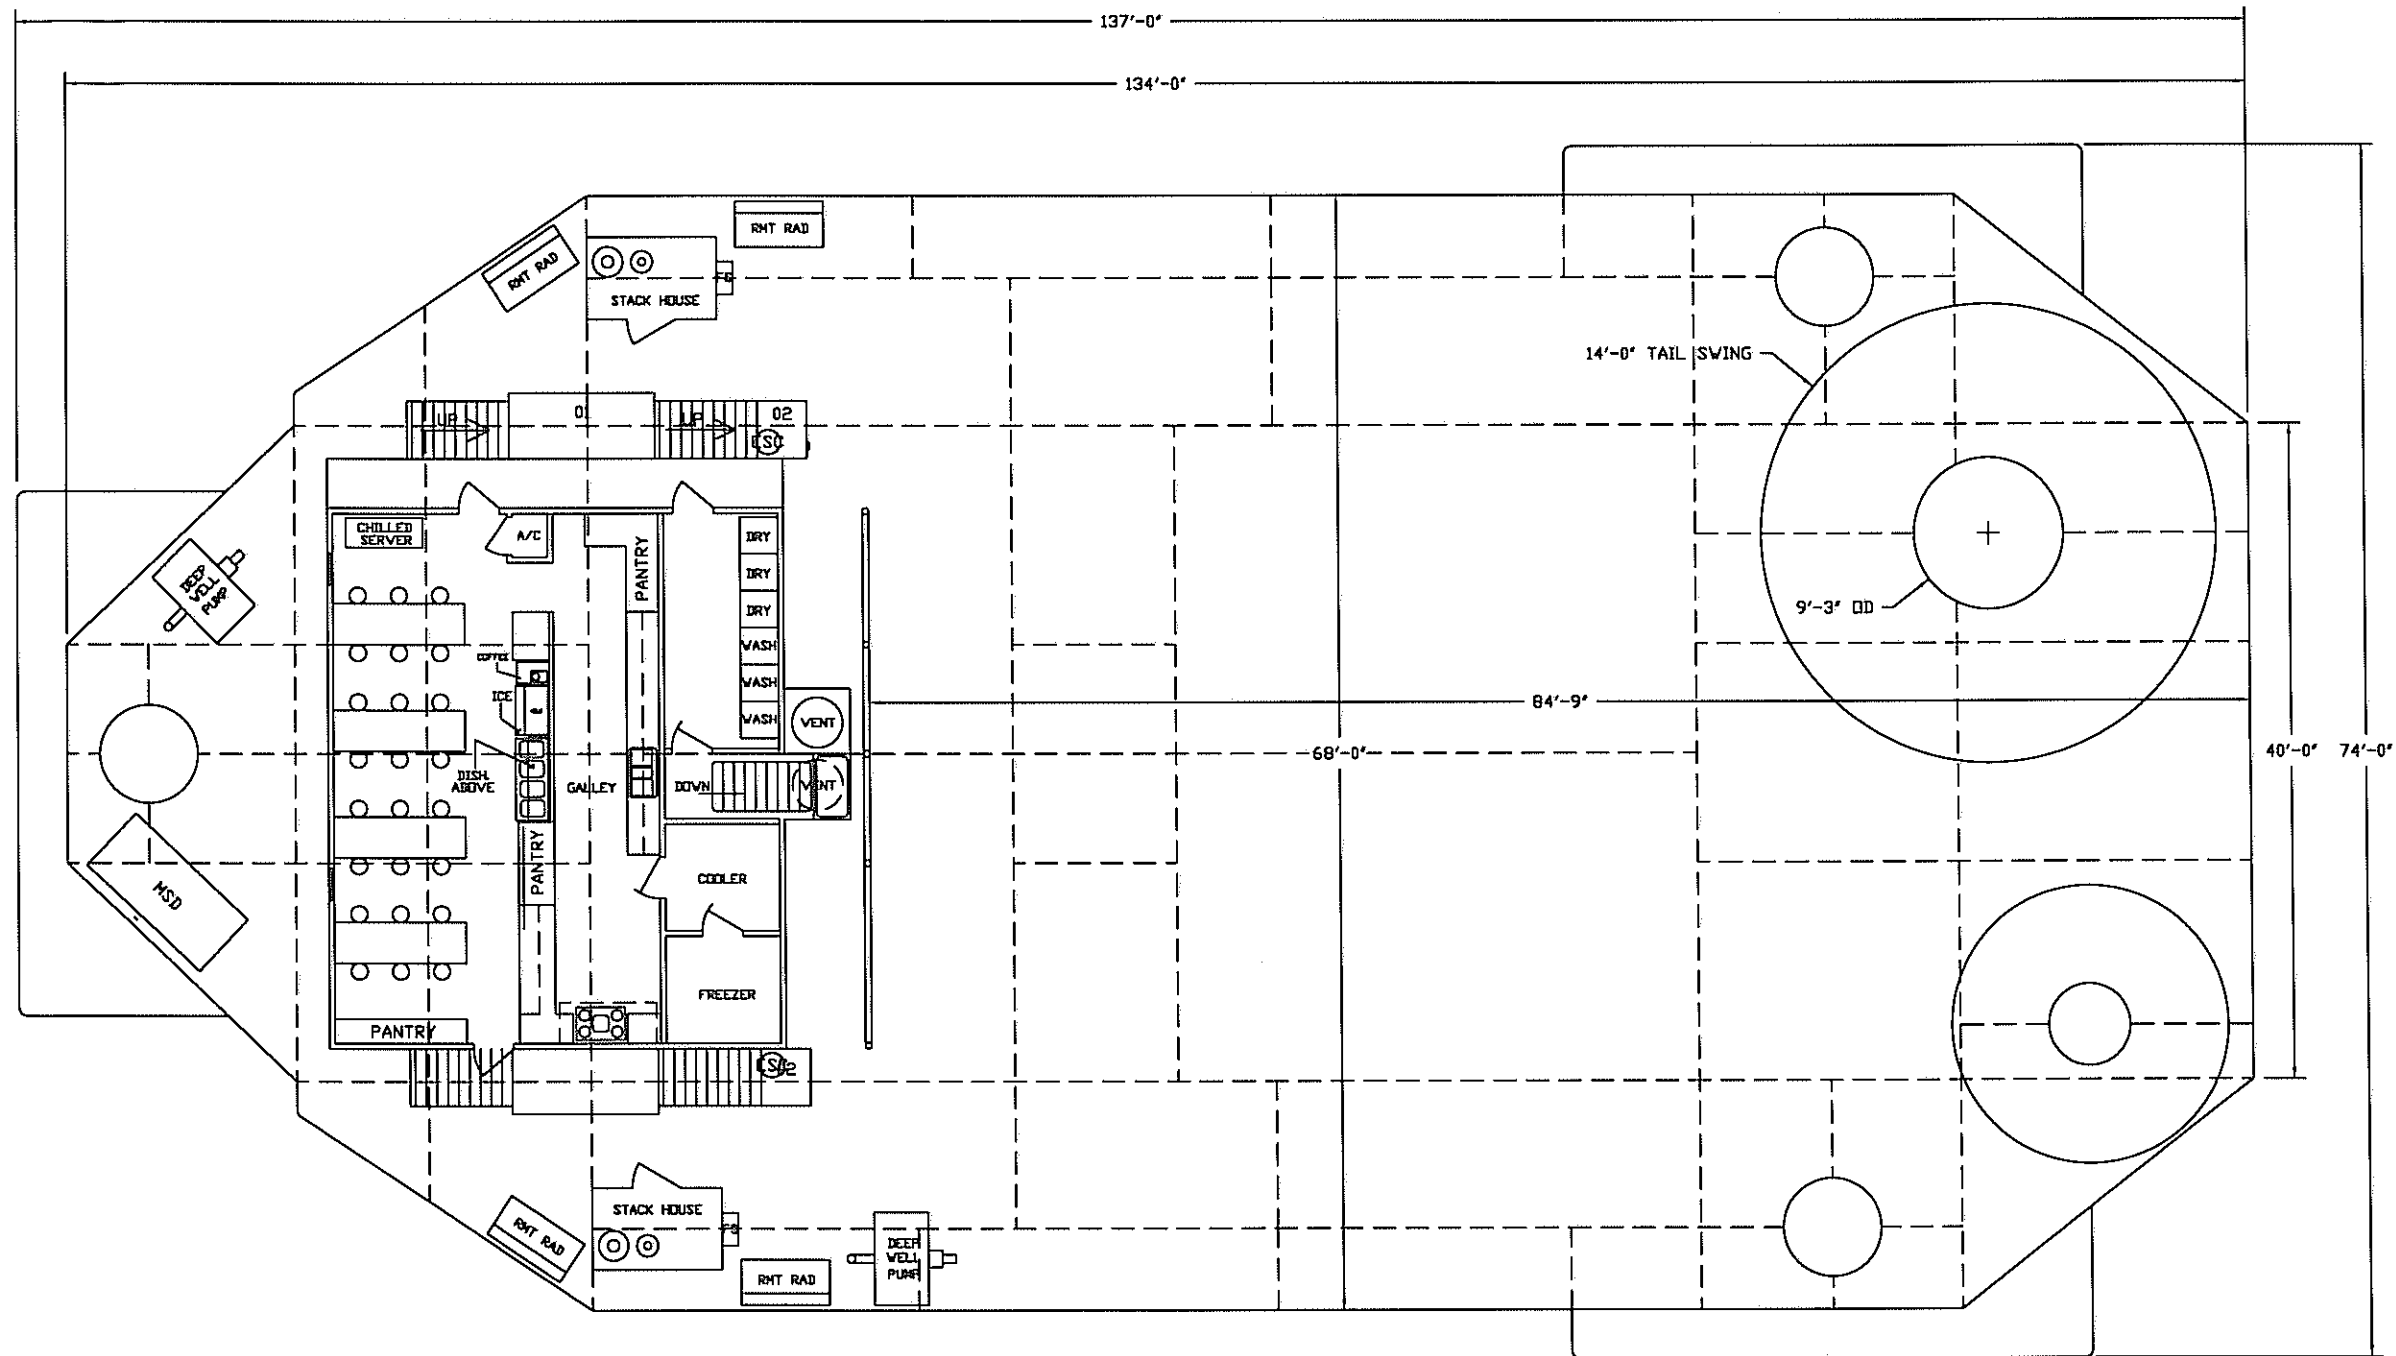 137'-0"
134'-0"
RMT RAD
RMT RAD
STACK HOUSE
14'-0" TAIL SWING
UP
01
UP
02
ESC
CHILLED
SERVER
A/C
PANTRY
DRY
DRY
DRY
WASH
WASH
WASH
DEEP
WELL
PUMP
9'-3" OD
COFFEE
ICE
VENT
84'-9"
DISH
ABOVE
GALLEY
DOWN
VENT
68'-0"
40'-0"
74'-0"
PANTRY
COOLER
MSD
FREEZER
PANTRY
ESC
02
STACK HOUSE
RMT RAD
DEEP
WELL
PUMP
RMT RAD